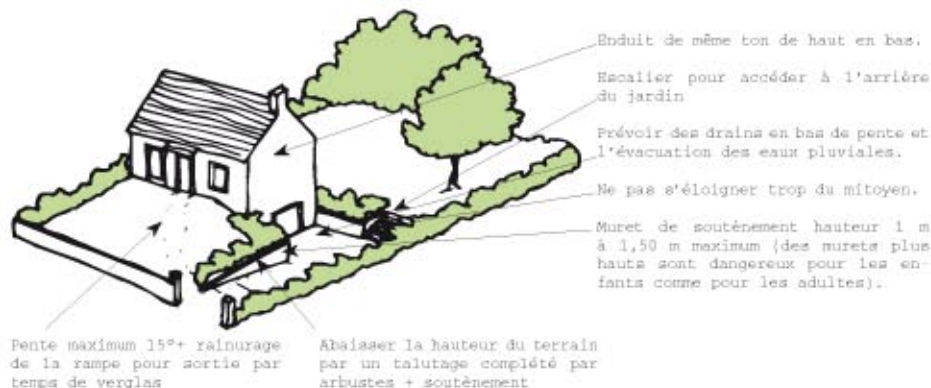 Enduit de même ton de haut en bas.
Escalier pour accéder à l'arrière
du jardin
Prévoir des drains en bas de pente et
l'évacuation des eaux pluviales.
Ne pas s'éloigner trop du mitoyen.
Muret de soutènement hauteur 1 m
à 1,50 m maximum (des murets plus
hauts sont dangereux pour les en-
fants comme pour les adultes).
Pente maximum 15°+ rainurage
de la rampe pour sortie par
temps de verglas
Abaisser la hauteur du terrain
par un talutage complété par
arbustes + soutènement